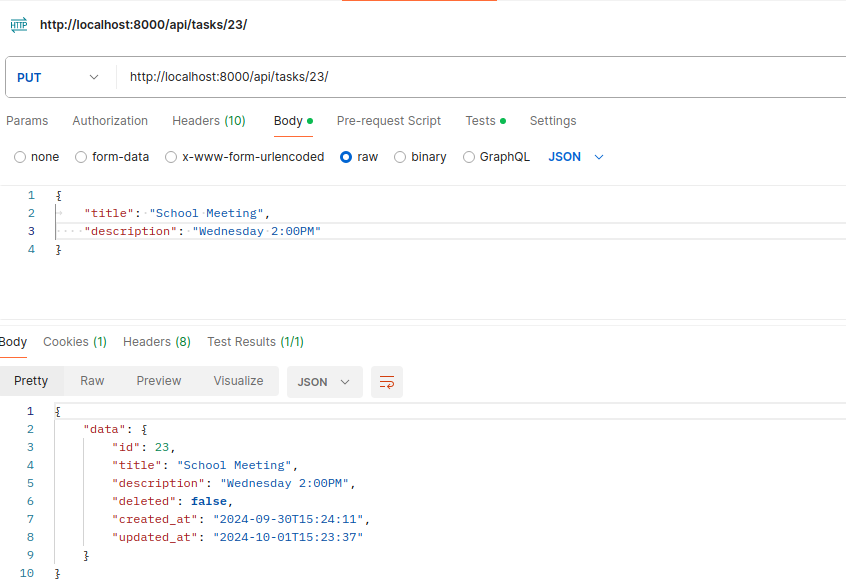 HTTP http://localhost:8000/api/tasks/23/
PUT http://localhost:8000/api/tasks/23/
Params Authorization Headers (10) Body Pre-request Script Tests Settings
none form-data x-www-form-urlencoded raw binary GraphQL JSON
1 {
2 "title": "School Meeting",
3 "description": "Wednesday 2:00PM"
4 }
Body Cookies (1) Headers (8) Test Results (1/1)
Pretty Raw Preview Visualize JSON
1 {
2 "data": {
3 "id": 23,
4 "title": "School Meeting",
5 "description": "Wednesday 2:00PM",
6 "deleted": false,
7 "created_at": "2024-09-30T15:24:11",
8 "updated_at": "2024-10-01T15:23:37"
9 }
10 }